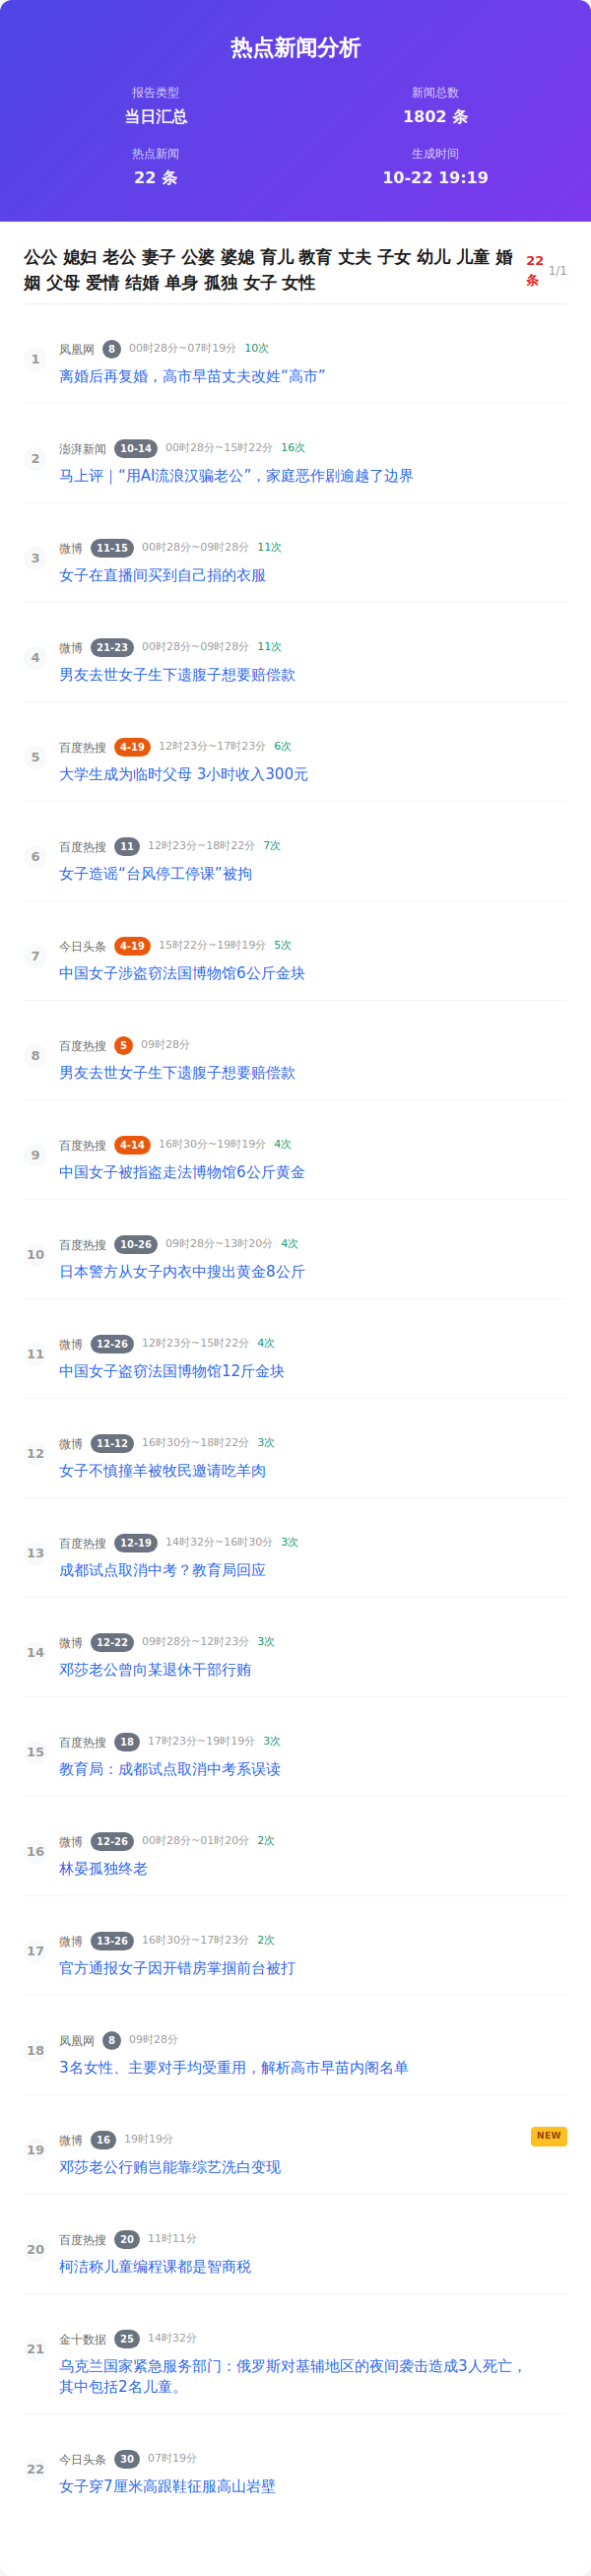 热点新闻分析
报告类型
新闻总数
当日汇总
1802 条
热点新闻
生成时间
22 条
10-22 19:19
公公 媳妇 老公 妻子 公婆 婆媳 育儿 教育 丈夫 子女 幼儿 儿童 婚
姻 父母 爱情 结婚 单身 孤独 女子 女性
22
条
1/1
1
凤凰网 8 00时28分~07时19分 10次
离婚后再复婚，高市早苗丈夫改姓“高市”
2
澎湃新闻 10-14 00时28分~15时22分 16次
马上评｜“用AI流浪汉骗老公”，家庭恶作剧逾越了边界
3
微博 11-15 00时28分~09时28分 11次
女子在直播间买到自己捐的衣服
4
微博 21-23 00时28分~09时28分 11次
男友去世女子生下遗腹子想要赔偿款
5
百度热搜 4-19 12时23分~17时23分 6次
大学生成为临时父母 3小时收入300元
6
百度热搜 11 12时23分~18时22分 7次
女子造谣“台风停工停课”被拘
7
今日头条 4-19 15时22分~19时19分 5次
中国女子涉盗窃法国博物馆6公斤金块
8
百度热搜 5 09时28分
男友去世女子生下遗腹子想要赔偿款
9
百度热搜 4-14 16时30分~19时19分 4次
中国女子被指盗走法博物馆6公斤黄金
10
百度热搜 10-26 09时28分~13时20分 4次
日本警方从女子内衣中搜出黄金8公斤
11
微博 12-26 12时23分~15时22分 4次
中国女子盗窃法国博物馆12斤金块
12
微博 11-12 16时30分~18时22分 3次
女子不慎撞羊被牧民邀请吃羊肉
13
百度热搜 12-19 14时32分~16时30分 3次
成都试点取消中考？教育局回应
14
微博 12-22 09时28分~12时23分 3次
邓莎老公曾向某退休干部行贿
15
百度热搜 18 17时23分~19时19分 3次
教育局：成都试点取消中考系误读
16
微博 12-26 00时28分~01时20分 2次
林晏孤独终老
17
微博 13-26 16时30分~17时23分 2次
官方通报女子因开错房掌掴前台被打
18
凤凰网 8 09时28分
3名女性、主要对手均受重用，解析高市早苗内阁名单
19
微博 16 19时19分
NEW
邓莎老公行贿岂能靠综艺洗白变现
20
百度热搜 20 11时11分
柯洁称儿童编程课都是智商税
21
金十数据 25 14时32分
乌克兰国家紧急服务部门：俄罗斯对基辅地区的夜间袭击造成3人死亡，
其中包括2名儿童。
22
今日头条 30 07时19分
女子穿7厘米高跟鞋征服高山岩壁